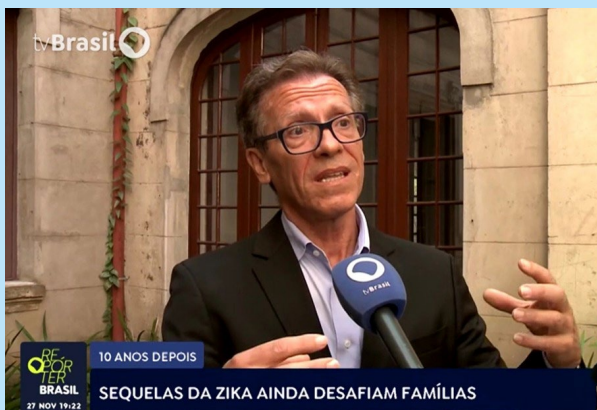 tvBrasil
tvBrasil
REPÓRTER
BRASIL
27 NOV 19:22
10 ANOS DEPOIS
SEQUELAS DA ZIKA AINDA DESAFIAM FAMÍLIAS